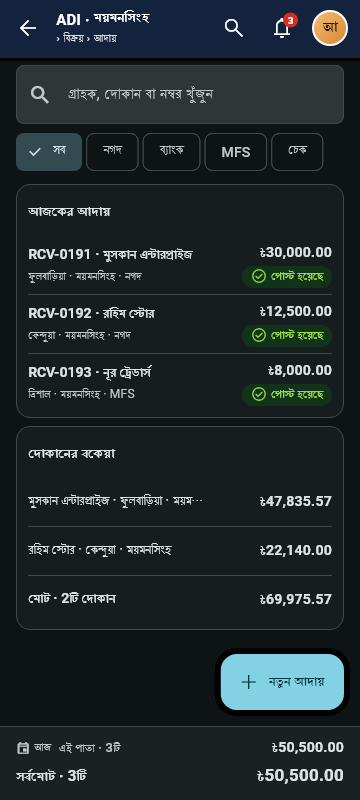 ADI · ময়মনসিংহ
› বিক্রয় › আদায়
3
আ
গ্রাহক, দোকান বা নম্বর খুঁজুন
সব
নগদ
ব্যাংক
MFS
চেক
আজকের আদায়
RCV-0191 · মুসকান এন্টারপ্রাইজ
৳30,000.00
ফুলবাড়িয়া · ময়মনসিংহ · নগদ
পোস্ট হয়েছে
RCV-0192 · রহিম স্টোর
৳12,500.00
কেন্দুয়া · ময়মনসিংহ · নগদ
পোস্ট হয়েছে
RCV-0193 · নূর ট্রেডার্স
৳8,000.00
ত্রিশাল · ময়মনসিংহ · MFS
পোস্ট হয়েছে
দোকানের বকেয়া
মুসকান এন্টারপ্রাইজ · ফুলবাড়িয়া · ময়ম···
৳47,835.57
রহিম স্টোর · কেন্দুয়া · ময়মনসিংহ
৳22,140.00
মোট · 2টি দোকান
৳69,975.57
নতুন আদায়
আজ এই পাতা · 3টি
৳50,500.00
সর্বমোট · 3টি
৳50,500.00